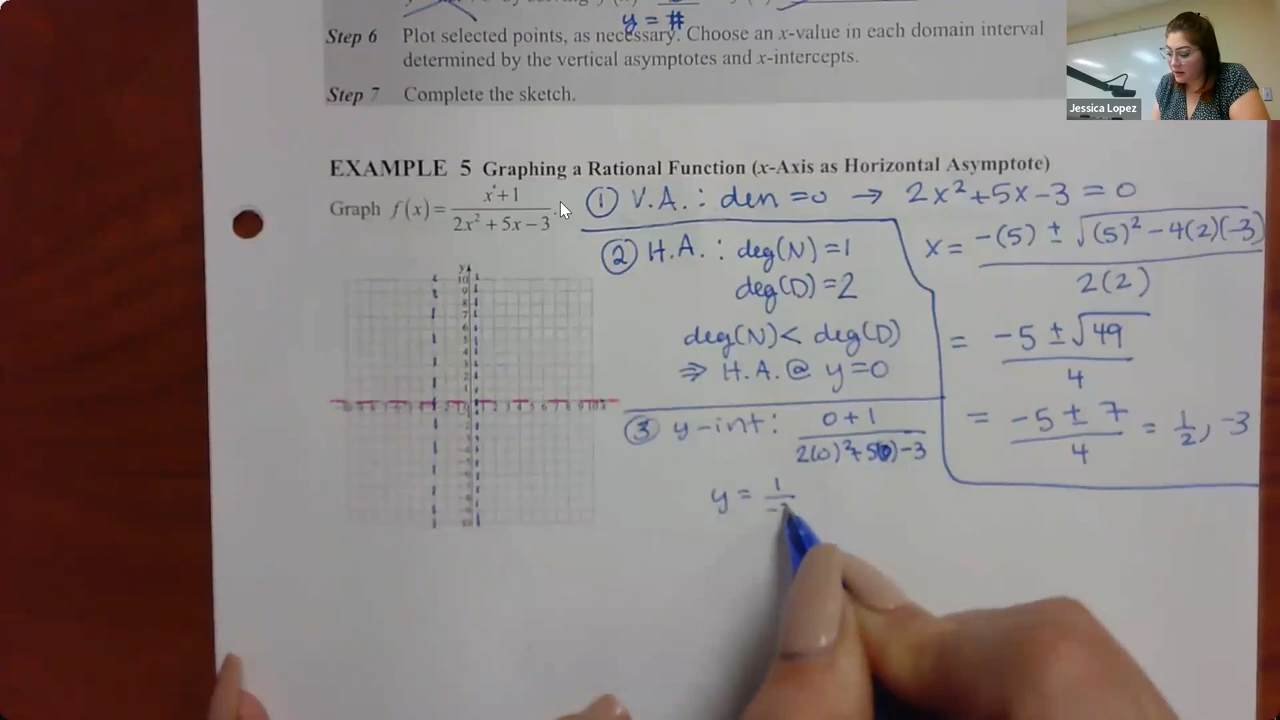 y = #
Step 6 Plot selected points, as necessary. Choose an x-value in each domain interval
determined by the vertical asymptotes and x-intercepts.
Step 7 Complete the sketch.
Jessica Lopez
EXAMPLE 5 Graphing a Rational Function (x-Axis as Horizontal Asymptote)
Graph f(x) = x+1 / 2x² + 5x − 3.
① V.A.: den = 0 → 2x² + 5x − 3 = 0
x = −(5) ± √(5)² − 4(2)(−3) / 2(2)
= −5 ± √49 / 4
= −5 ± 7 / 4 = 1/2, −3
② H.A.: deg(N) = 1
deg(D) = 2
deg(N) < deg(D)
⇒ H.A. @ y = 0
③ y-int: 0 + 1 / 2(0)² + 5(0) − 3
y = 1 / −3